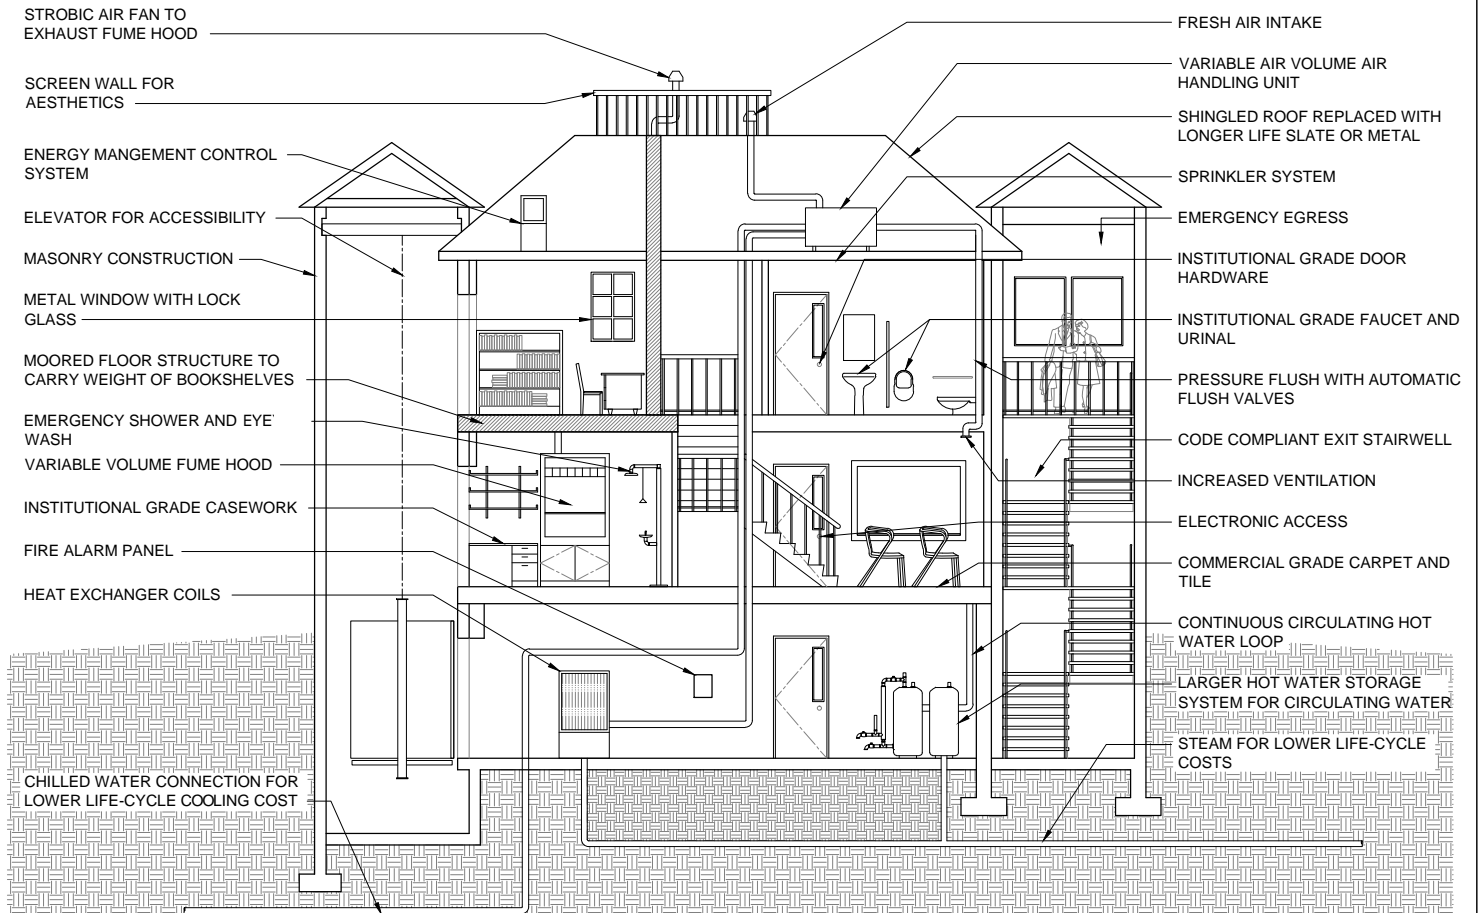 STROBIC AIR FAN TO
EXHAUST FUME HOOD
SCREEN WALL FOR
AESTHETICS
ENERGY MANGEMENT CONTROL
SYSTEM
ELEVATOR FOR ACCESSIBILITY
MASONRY CONSTRUCTION
METAL WINDOW WITH LOCK
GLASS
MOORED FLOOR STRUCTURE TO
CARRY WEIGHT OF BOOKSHELVES
EMERGENCY SHOWER AND EYE
WASH
VARIABLE VOLUME FUME HOOD
INSTITUTIONAL GRADE CASEWORK
FIRE ALARM PANEL
HEAT EXCHANGER COILS
CHILLED WATER CONNECTION FOR
LOWER LIFE-CYCLE COOLING COST
FRESH AIR INTAKE
VARIABLE AIR VOLUME AIR
HANDLING UNIT
SHINGLED ROOF REPLACED WITH
LONGER LIFE SLATE OR METAL
SPRINKLER SYSTEM
EMERGENCY EGRESS
INSTITUTIONAL GRADE DOOR
HARDWARE
INSTITUTIONAL GRADE FAUCET AND
URINAL
PRESSURE FLUSH WITH AUTOMATIC
FLUSH VALVES
CODE COMPLIANT EXIT STAIRWELL
INCREASED VENTILATION
ELECTRONIC ACCESS
COMMERCIAL GRADE CARPET AND
TILE
CONTINUOUS CIRCULATING HOT
WATER LOOP
LARGER HOT WATER STORAGE
SYSTEM FOR CIRCULATING WATER
STEAM FOR LOWER LIFE-CYCLE
COSTS